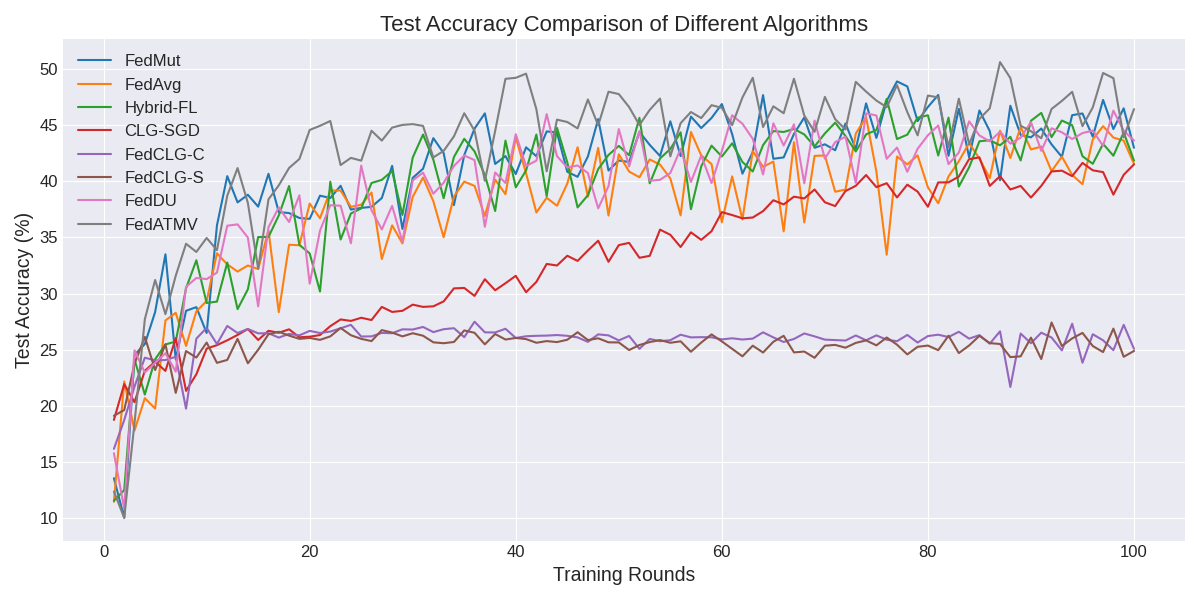 Test Accuracy Comparison of Different Algorithms
FedMut
FedAvg
Hybrid-FL
CLG-SGD
FedCLG-C
FedCLG-S
FedDU
FedATMV
Test Accuracy (%)
50
45
40
35
30
25
20
15
10
0 20 40 60 80 100
Training Rounds